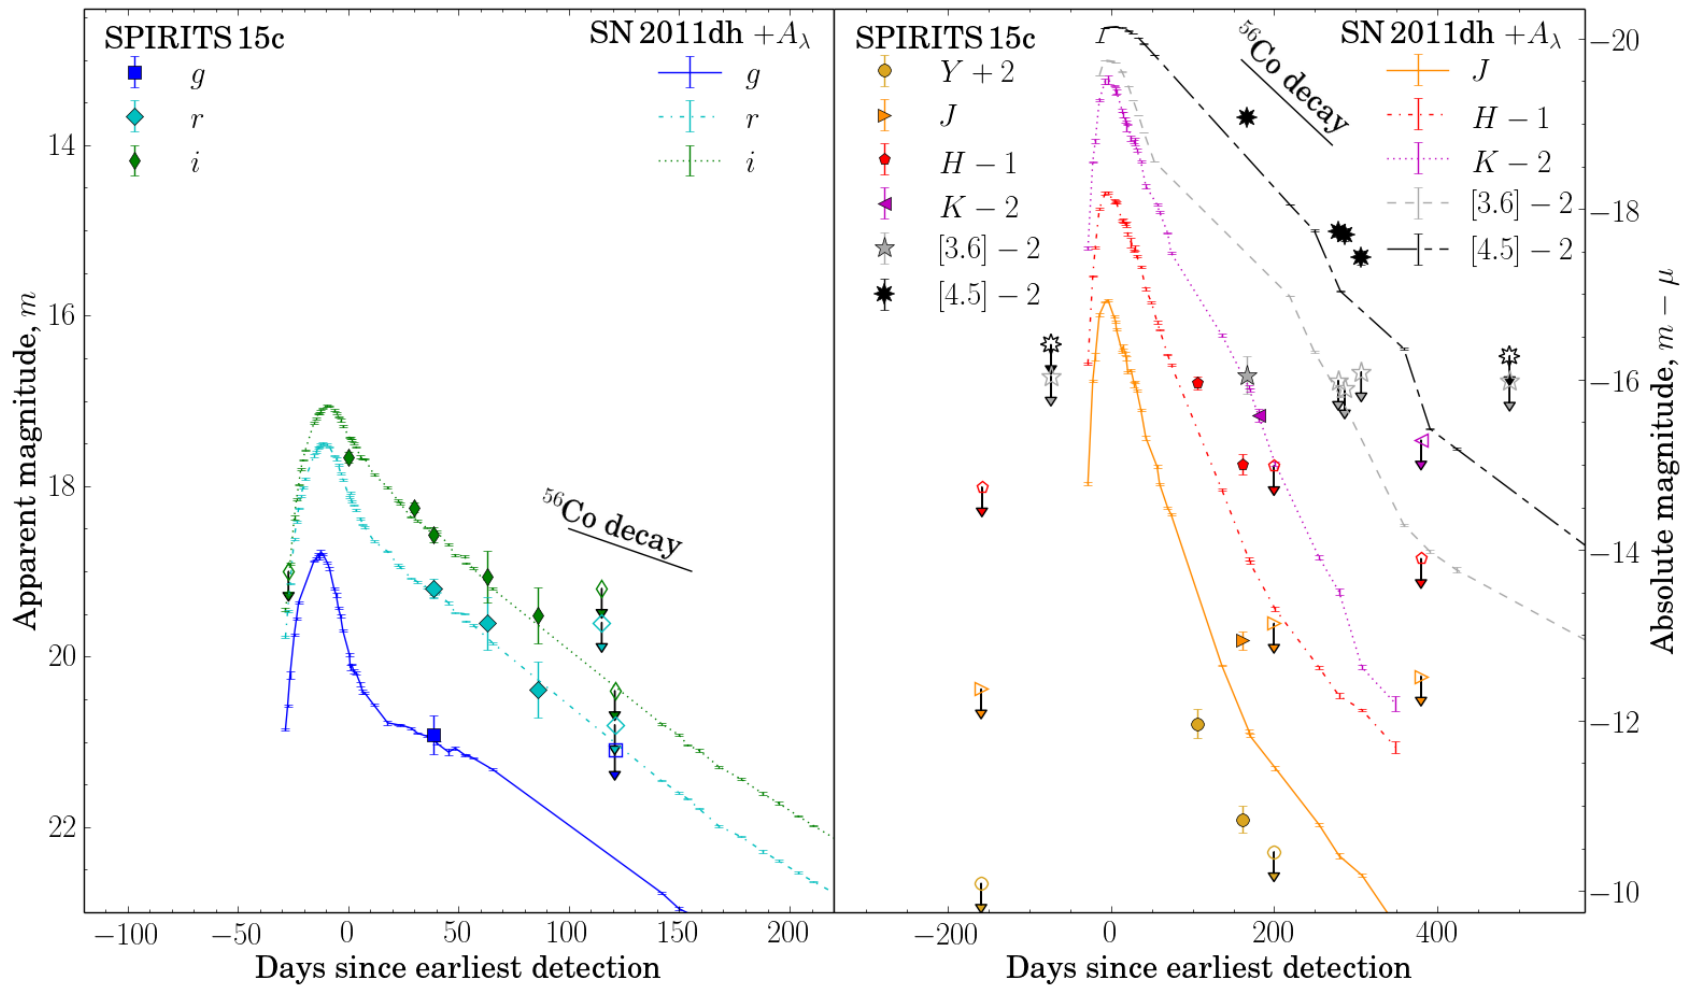 SPIRITS 15c
g
r
i
SN 2011dh +A_λ
g
r
i
⁵⁶Co decay
Apparent magnitude, m
14
16
18
20
22
−100
−50
0
50
100
150
200
Days since earliest detection
SPIRITS 15c
Y + 2
J
H − 1
K − 2
[3.6] − 2
[4.5] − 2
⁵⁶Co decay
SN 2011dh +A_λ
J
H − 1
K − 2
[3.6] − 2
[4.5] − 2
−20
−18
−16
−14
−12
−10
Absolute magnitude, m − μ
−200
0
200
400
Days since earliest detection